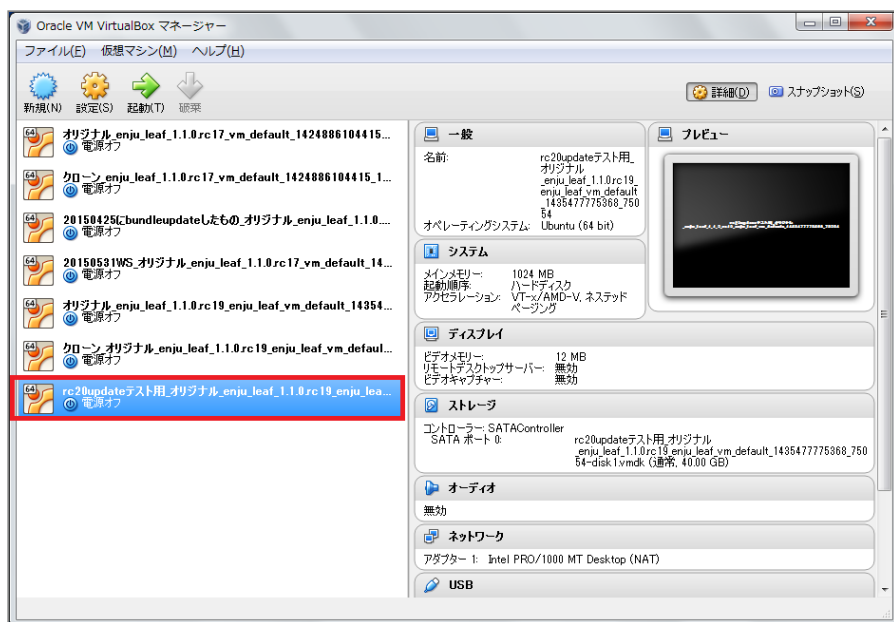 Oracle VM VirtualBox マネージャー
ファイル(F) 仮想マシン(M) ヘルプ(H)
新規(N) 設定(S) 起動(T) 破棄
詳細(D) スナップショット(S)
オリジナル_enju_leaf_1.1.0.rc17_vm_default_1424886104415...
電源オフ
クローン_enju_leaf_1.1.0.rc17_vm_default_1424886104415_1...
電源オフ
20150425にbundleupdateしたもの_オリジナル_enju_leaf_1.1.0....
電源オフ
20150531WS_オリジナル_enju_leaf_1.1.0.rc17_vm_default_14...
電源オフ
オリジナル_enju_leaf_1.1.0.rc19_enju_leaf_vm_default_14354...
電源オフ
クローン_オリジナル_enju_leaf_1.1.0.rc19_enju_leaf_vm_defaul...
電源オフ
rc20updateテスト用_オリジナル_enju_leaf_1.1.0.rc19_enju_lea...
電源オフ
一般
名前: rc20updateテスト用_
オリジナル
_enju_leaf_1.1.0rc19_
enju_leaf_vm_default
_1435477775368_750
54
オペレーティングシステム: Ubuntu (64 bit)
プレビュー
システム
メインメモリー: 1024 MB
起動順序: ハードディスク
アクセラレーション: VT-x/AMD-V, ネステッド
ページング
ディスプレイ
ビデオメモリー: 12 MB
リモートデスクトップサーバー: 無効
ビデオキャプチャー: 無効
ストレージ
コントローラー: SATAController
SATA ポート 0: rc20updateテスト用_オリジナル
_enju_leaf_1.1.0rc19_enju_leaf_vm_default_1435477775368_750
54-disk1.vmdk (通常, 40.00 GB)
オーディオ
無効
ネットワーク
アダプター 1: Intel PRO/1000 MT Desktop (NAT)
USB